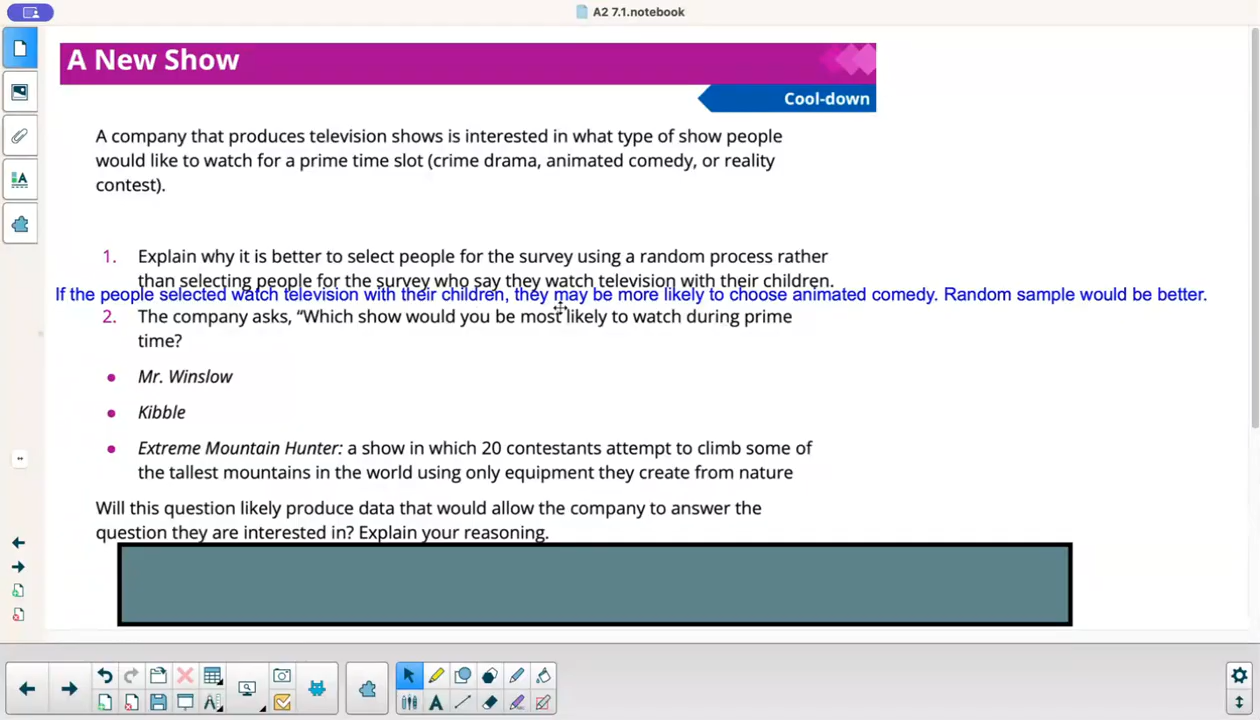 A2 7.1.notebook
A New Show
Cool-down
A company that produces television shows is interested in what type of show people
would like to watch for a prime time slot (crime drama, animated comedy, or reality
contest).
1. Explain why it is better to select people for the survey using a random process rather
than selecting people for the survey who say they watch television with their children.
If the people selected watch television with their children, they may be more likely to choose animated comedy. Random sample would be better.
2. The company asks, “Which show would you be most likely to watch during prime
time?
• Mr. Winslow
• Kibble
• Extreme Mountain Hunter: a show in which 20 contestants attempt to climb some of
the tallest mountains in the world using only equipment they create from nature
Will this question likely produce data that would allow the company to answer the
question they are interested in? Explain your reasoning.